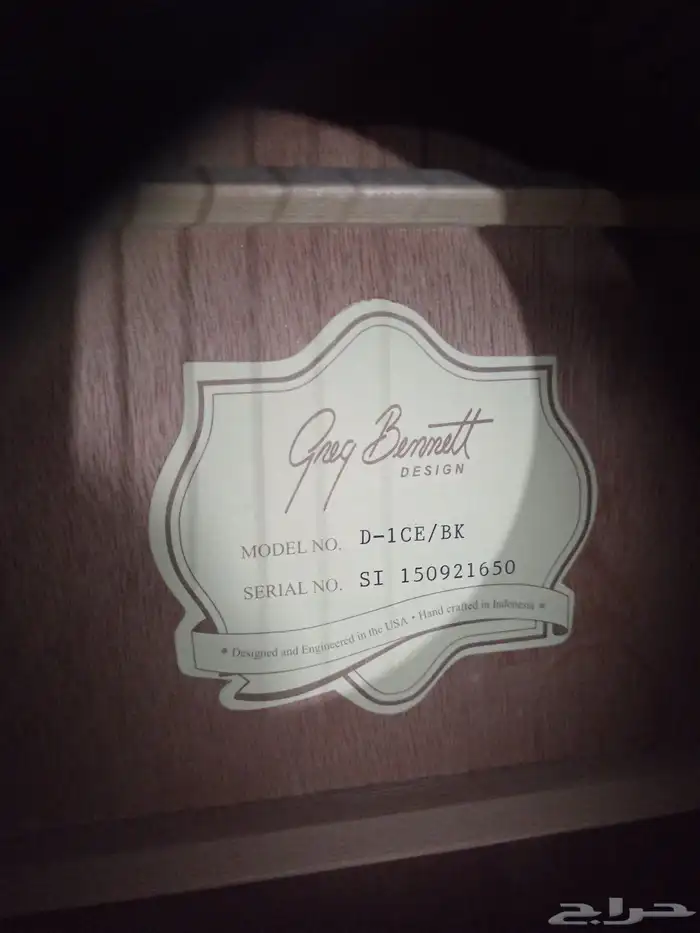 Greg Bennett
DESIGN
MODEL NO. D-1CE/BK
SERIAL NO. SI 150921650
* Designed and Engineered in the USA • Hand crafted in Indonesia *
حراج